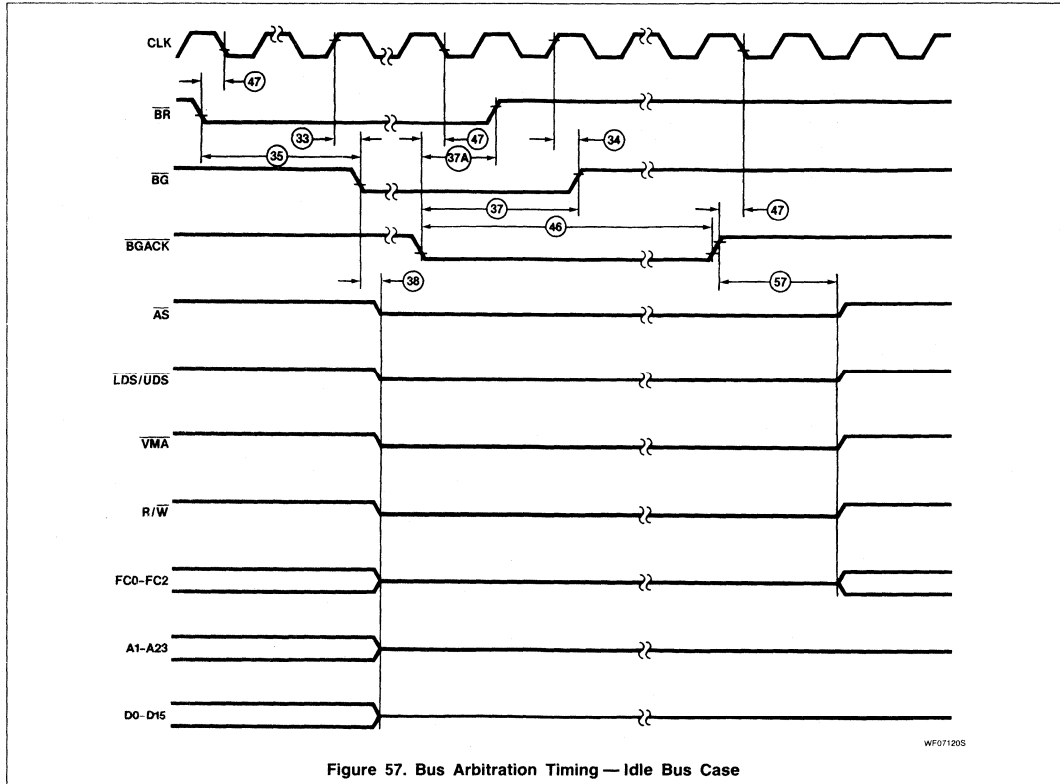 CLK
47
BR
33
47
34
35
37A
BG
37
47
46
BGACK
38
57
AS
LDS/UDS
VMA
R/W
FC0-FC2
A1-A23
D0-D15
WF07120S
Figure 57. Bus Arbitration Timing — Idle Bus Case